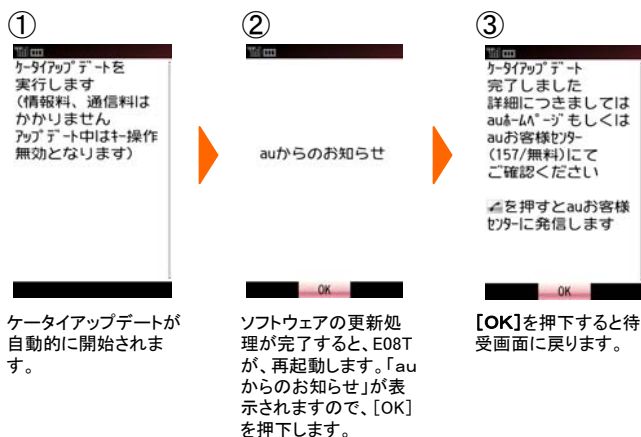 ①
ｹｰﾀｲｱｯﾌﾟﾃﾞｰﾄを
実行します
(情報料、通信料は
かかりません
ｱｯﾌﾟﾃﾞｰﾄ中はｷｰ操作
無効となります)
ケータイアップデートが
自動的に開始されま
す。
②
auからのお知らせ
OK
ソフトウェアの更新処
理が完了すると、E08T
が、再起動します。「au
からのお知らせ」が表
示されますので、[OK]
を押下します。
③
ｹｰﾀｲｱｯﾌﾟﾃﾞｰﾄ
完了しました
詳細につきましては
auﾎｰﾑﾍﾟｰｼﾞもしくは
auお客様ｾﾝﾀｰ
(157/無料)にて
ご確認ください
を押すとauお客様
ｾﾝﾀｰに発信します
OK
[OK]を押下すると待
受画面に戻ります。